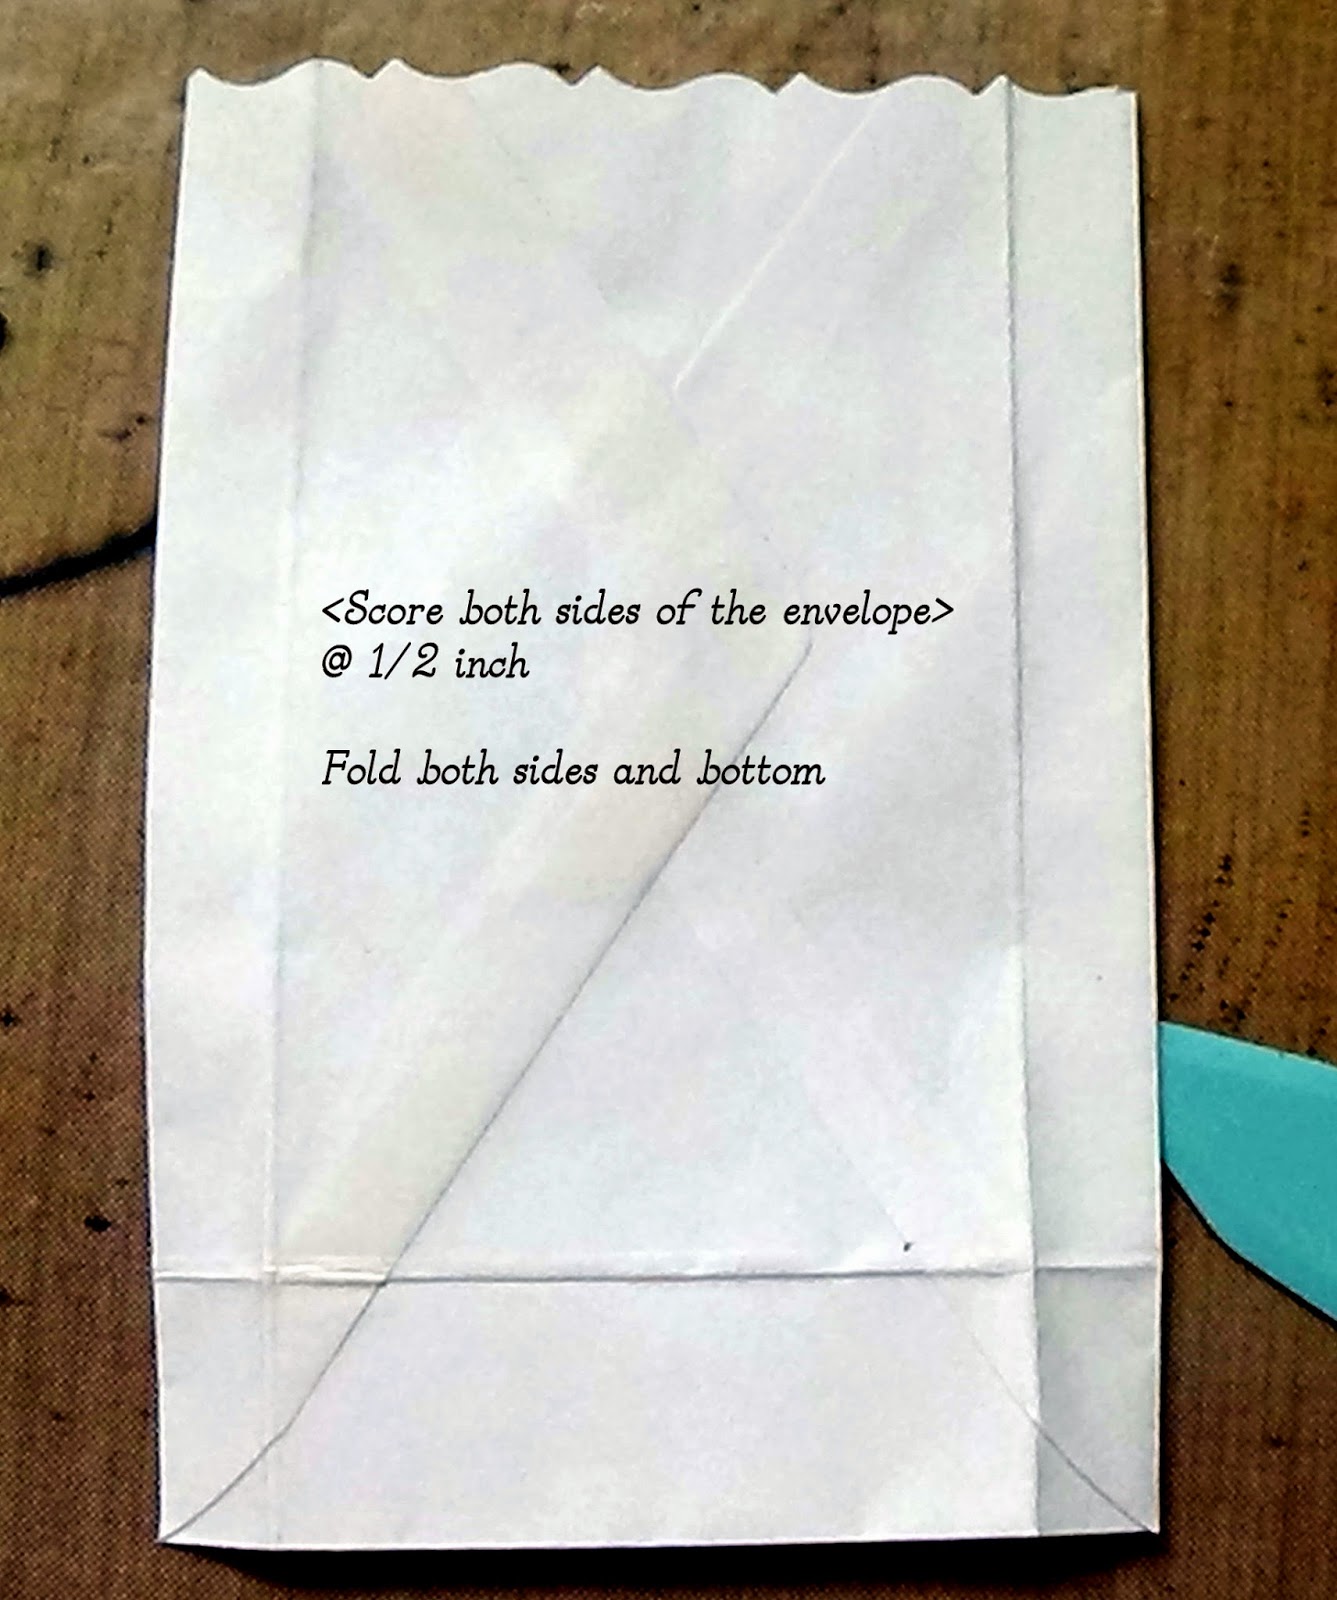 <Score both sides of the envelope>
@ 1/2 inch
Fold both sides and bottom